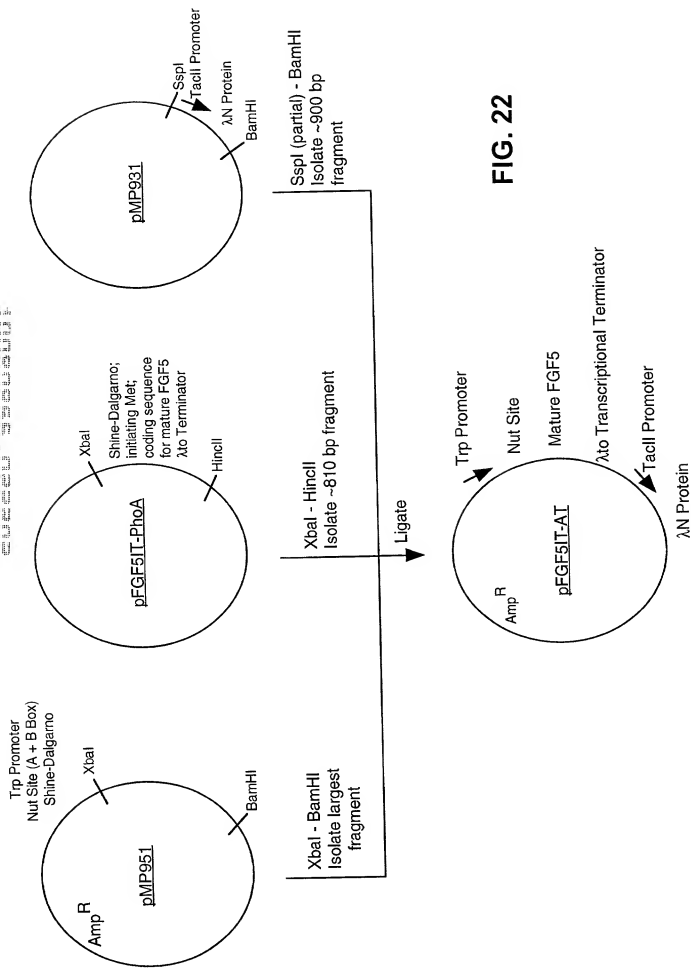 Trp Promoter
Nut Site (A + B Box)
Shine-Dalgarno
XbaI
Amp R
pMP951
BamHI
XbaI - BamHI
Isolate largest
fragment
XbaI
Shine-Dalgarno;
initiating Met;
coding sequence
for mature FGF5
λto Terminator
pFGF5IT-PhoA
HincII
XbaI - HincII
Isolate ~810 bp fragment
SspI
TacII Promoter
λN Protein
BamHI
pMP931
SspI (partial) - BamHI
Isolate ~900 bp
fragment
Ligate
Trp Promoter
Nut Site
Amp R
Mature FGF5
pFGF5IT-AT
λto Transcriptional Terminator
TacII Promoter
λN Protein
FIG. 22